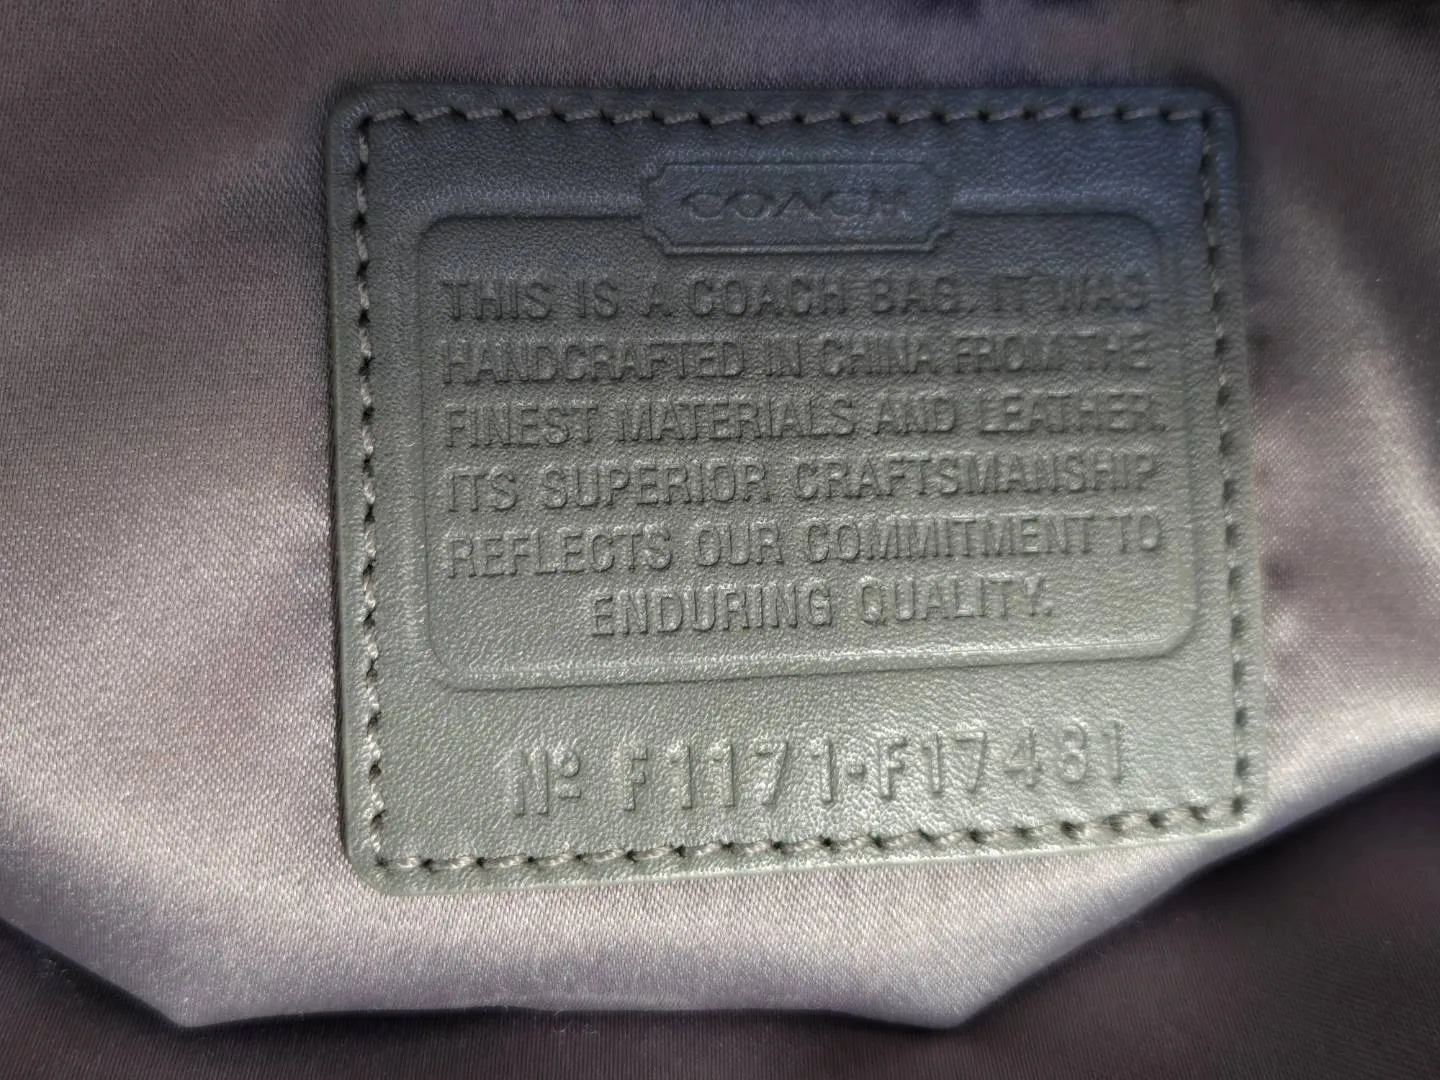 COACH
THIS IS A COACH BAG. IT WAS
HANDCRAFTED IN CHINA FROM THE
FINEST MATERIALS AND LEATHER.
ITS SUPERIOR CRAFTSMANSHIP
REFLECTS OUR COMMITMENT TO
ENDURING QUALITY.
Nº F1171-F17481